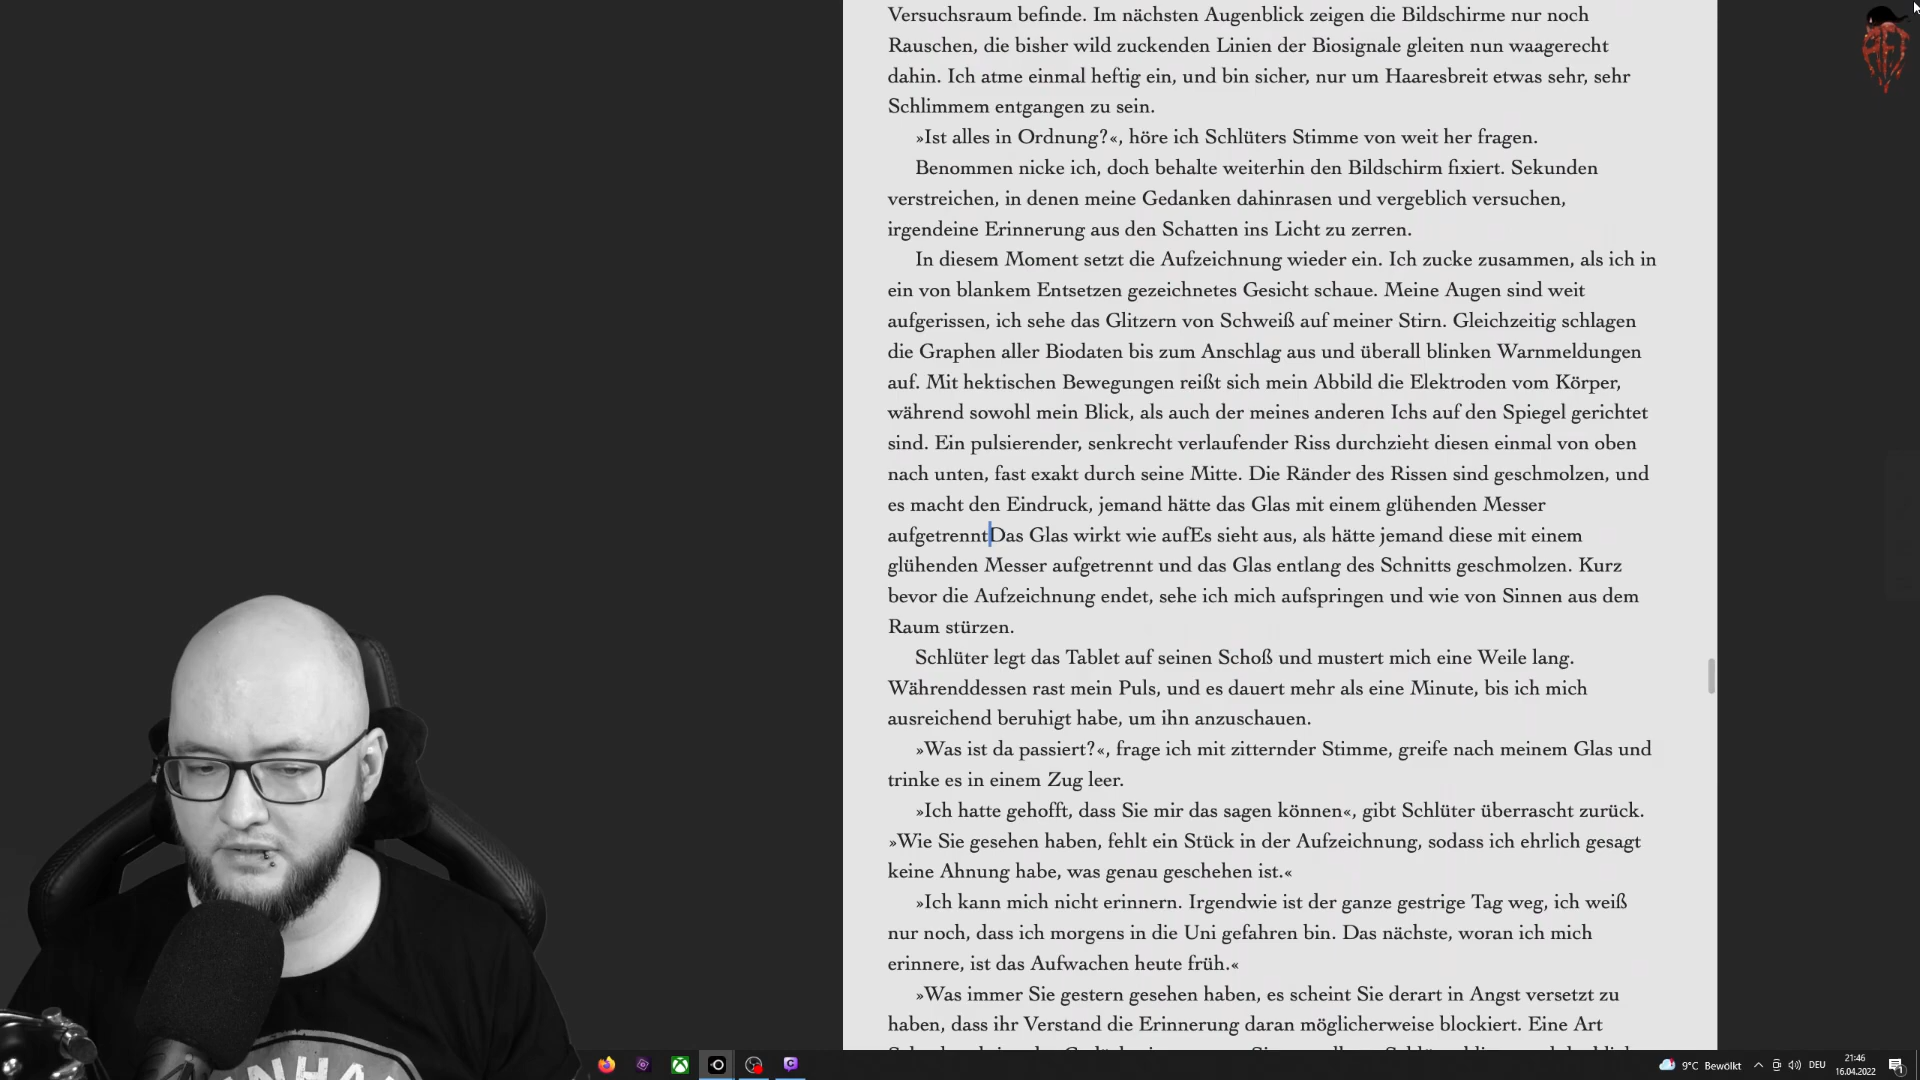 Versuchsraum befinde. Im nächsten Augenblick zeigen die Bildschirme nur noch
Rauschen, die bisher wild zuckenden Linien der Biosignale gleiten nun waagerecht
dahin. Ich atme einmal heftig ein, und bin sicher, nur um Haaresbreit etwas sehr, sehr
Schlimmem entgangen zu sein.
»Ist alles in Ordnung?«, höre ich Schlüters Stimme von weit her fragen.
Benommen nicke ich, doch behalte weiterhin den Bildschirm fixiert. Sekunden
verstreichen, in denen meine Gedanken dahinrasen und vergeblich versuchen,
irgendeine Erinnerung aus den Schatten ins Licht zu zerren.
In diesem Moment setzt die Aufzeichnung wieder ein. Ich zucke zusammen, als ich in
ein von blankem Entsetzen gezeichnetes Gesicht schaue. Meine Augen sind weit
aufgerissen, ich sehe das Glitzern von Schweiß auf meiner Stirn. Gleichzeitig schlagen
die Graphen aller Biodaten bis zum Anschlag aus und überall blinken Warnmeldungen
auf. Mit hektischen Bewegungen reißt sich mein Abbild die Elektroden vom Körper,
während sowohl mein Blick, als auch der meines anderen Ichs auf den Spiegel gerichtet
sind. Ein pulsierender, senkrecht verlaufender Riss durchzieht diesen einmal von oben
nach unten, fast exakt durch seine Mitte. Die Ränder des Rissen sind geschmolzen, und
es macht den Eindruck, jemand hätte das Glas mit einem glühenden Messer
aufgetrenntDas Glas wirkt wie aufEs sieht aus, als hätte jemand diese mit einem
glühenden Messer aufgetrennt und das Glas entlang des Schnitts geschmolzen. Kurz
bevor die Aufzeichnung endet, sehe ich mich aufspringen und wie von Sinnen aus dem
Raum stürzen.
Schlüter legt das Tablet auf seinen Schoß und mustert mich eine Weile lang.
Währenddessen rast mein Puls, und es dauert mehr als eine Minute, bis ich mich
ausreichend beruhigt habe, um ihn anzuschauen.
»Was ist da passiert?«, frage ich mit zitternder Stimme, greife nach meinem Glas und
trinke es in einem Zug leer.
»Ich hatte gehofft, dass Sie mir das sagen können«, gibt Schlüter überrascht zurück.
»Wie Sie gesehen haben, fehlt ein Stück in der Aufzeichnung, sodass ich ehrlich gesagt
keine Ahnung habe, was genau geschehen ist.«
»Ich kann mich nicht erinnern. Irgendwie ist der ganze gestrige Tag weg, ich weiß
nur noch, dass ich morgens in die Uni gefahren bin. Das nächste, woran ich mich
erinnere, ist das Aufwachen heute früh.«
»Was immer Sie gestern gesehen haben, es scheint Sie derart in Angst versetzt zu
haben, dass ihr Verstand die Erinnerung daran möglicherweise blockiert. Eine Art
9°C Bewölkt
DEU
21:46
16.04.2022